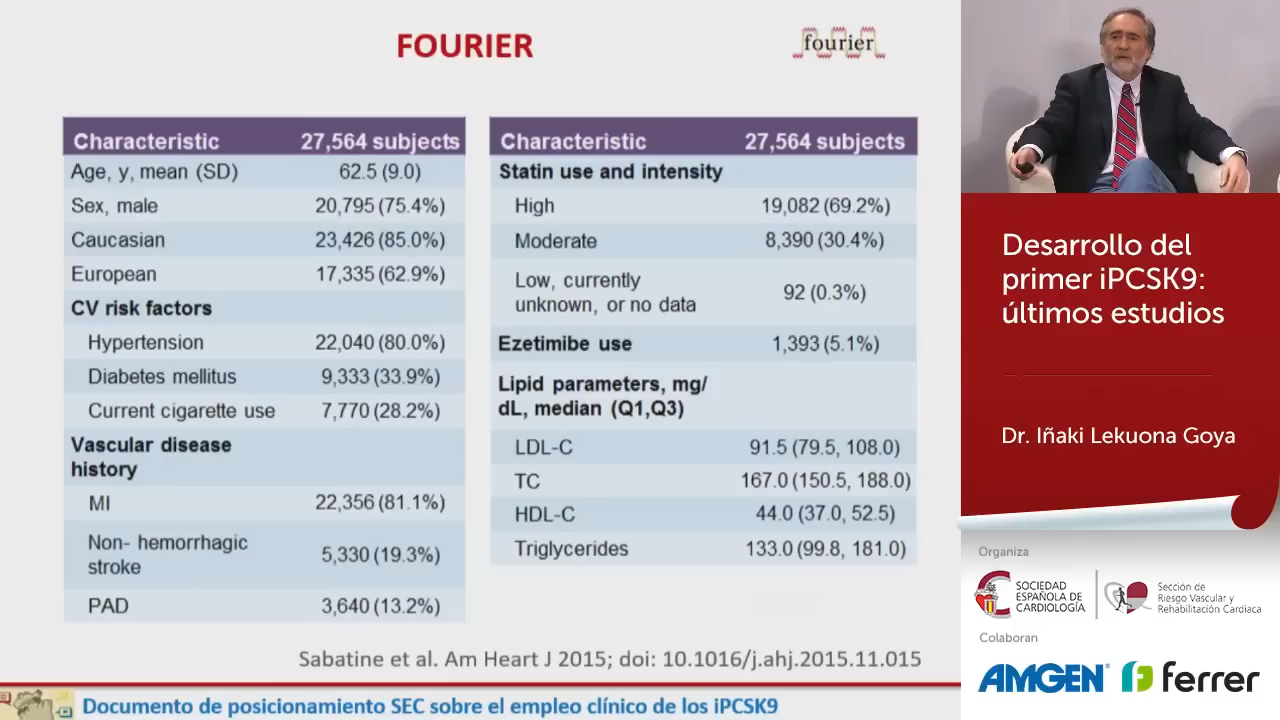 FOURIER
fourier
Characteristic 27,564 subjects
Age, y, mean (SD) 62.5 (9.0)
Sex, male 20,795 (75.4%)
Caucasian 23,426 (85.0%)
European 17,335 (62.9%)
CV risk factors
Hypertension 22,040 (80.0%)
Diabetes mellitus 9,333 (33.9%)
Current cigarette use 7,770 (28.2%)
Vascular disease
history
MI 22,356 (81.1%)
Non- hemorrhagic
stroke 5,330 (19.3%)
PAD 3,640 (13.2%)
Characteristic 27,564 subjects
Statin use and intensity
High 19,082 (69.2%)
Moderate 8,390 (30.4%)
Low, currently
unknown, or no data 92 (0.3%)
Ezetimibe use 1,393 (5.1%)
Lipid parameters, mg/
dL, median (Q1,Q3)
LDL-C 91.5 (79.5, 108.0)
TC 167.0 (150.5, 188.0)
HDL-C 44.0 (37.0, 52.5)
Triglycerides 133.0 (99.8, 181.0)
Sabatine et al. Am Heart J 2015; doi: 10.1016/j.ahj.2015.11.015
Documento de posicionamiento SEC sobre el empleo clínico de los iPCSK9
Desarrollo del
primer iPCSK9:
últimos estudios
Dr. Iñaki Lekuona Goya
Organiza
SOCIEDAD
ESPAÑOLA DE
CARDIOLOGÍA
Sección de
Riesgo Vascular y
Rehabilitación Cardiaca
Colaboran
AMGEN®
ferrer